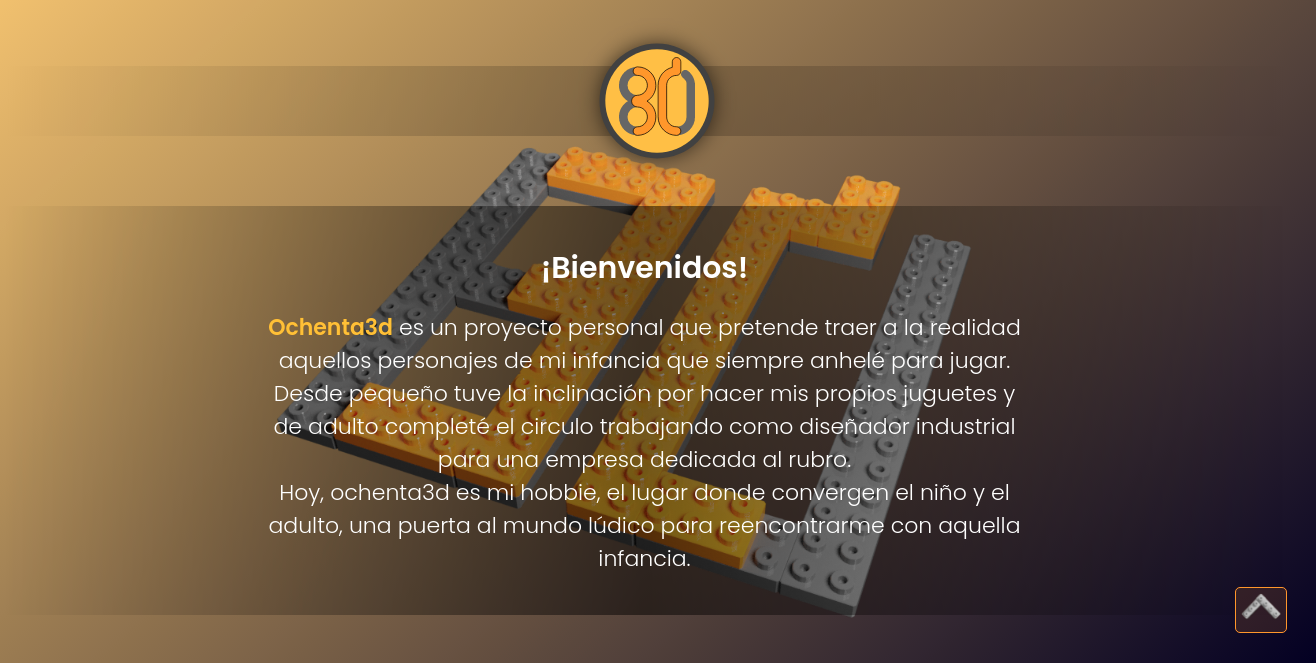 80
¡Bienvenidos!
Ochenta3d es un proyecto personal que pretende traer a la realidad
aquellos personajes de mi infancia que siempre anhelé para jugar.
Desde pequeño tuve la inclinación por hacer mis propios juguetes y
de adulto completé el circulo trabajando como diseñador industrial
para una empresa dedicada al rubro.
Hoy, ochenta3d es mi hobbie, el lugar donde convergen el niño y el
adulto, una puerta al mundo lúdico para reencontrarme con aquella
infancia.